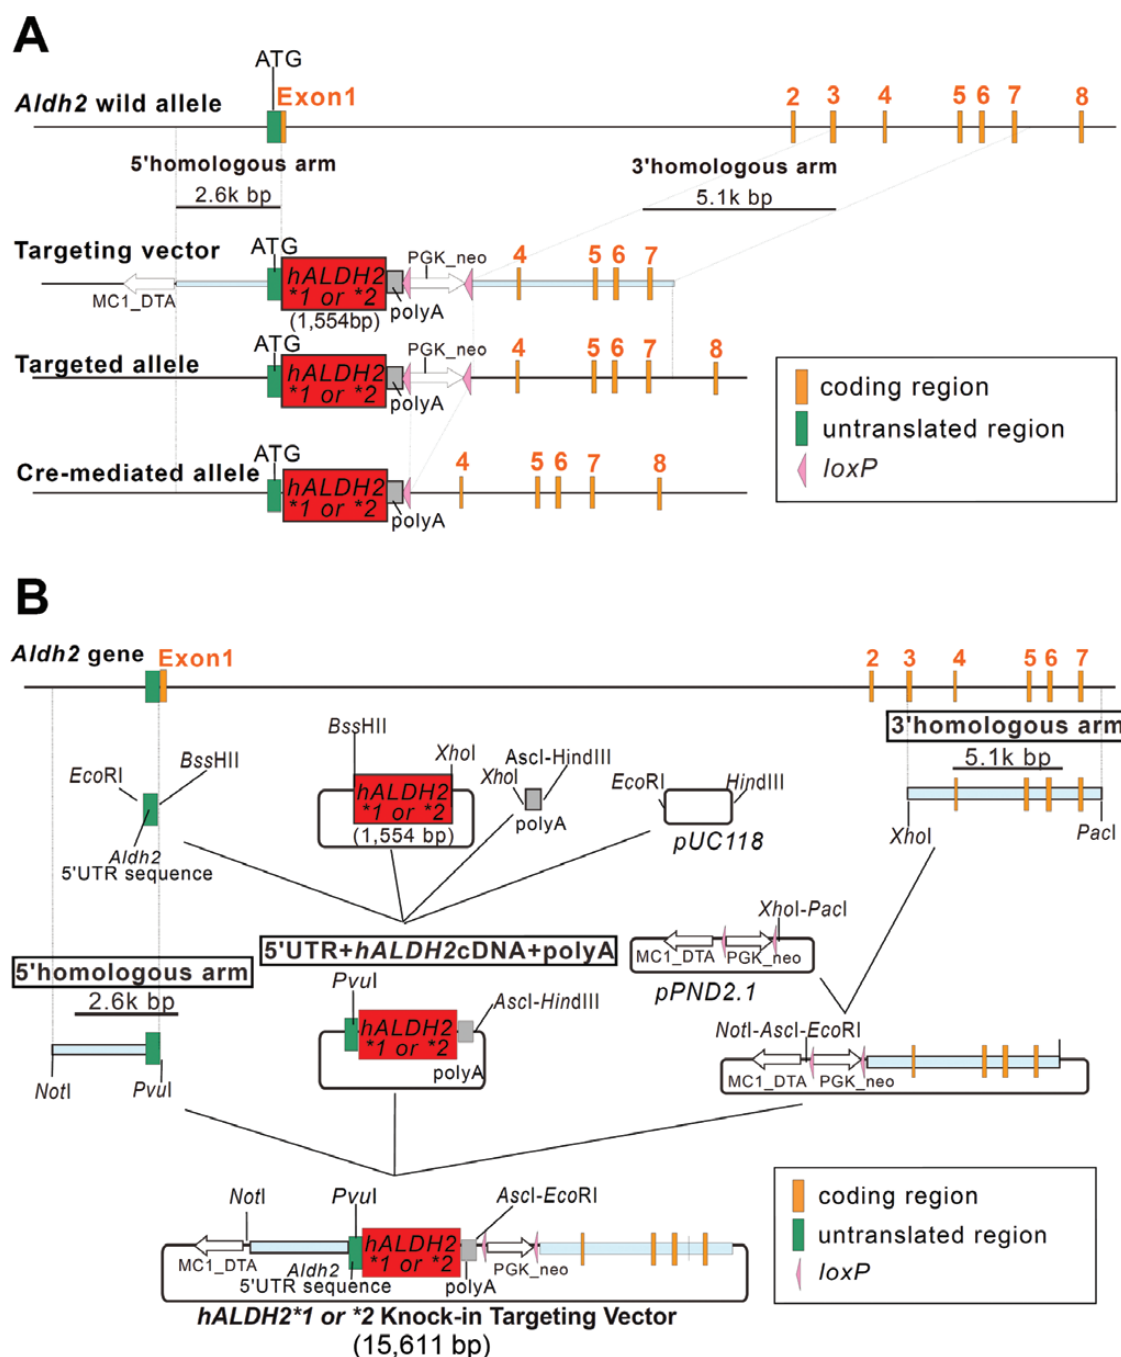 A
ATG
Aldh2 wild allele
Exon1
2 3 4 5 6 7 8
5'homologous arm
2.6k bp
3'homologous arm
5.1k bp
Targeting vector
ATG
PGK_neo
4 5 6 7
hALDH2
*1 or *2
(1,554bp)
MC1_DTA
polyA
Targeted allele
ATG
PGK_neo
4 5 6 7 8
hALDH2
*1 or *2
polyA
Cre-mediated allele
ATG
4 5 6 7 8
hALDH2
*1 or *2
polyA
coding region
untranslated region
loxP
B
Aldh2 gene
Exon1
2 3 4 5 6 7
3'homologous arm
5.1k bp
XhoI
PacI
EcoRI
BssHII
Aldh2
5'UTR sequence
BssHII
XhoI
hALDH2
*1 or *2
(1,554 bp)
XhoI
AscI-HindIII
polyA
EcoRI
HindIII
pUC118
5'homologous arm
2.6k bp
NotI
PvuI
5'UTR+hALDH2cDNA+polyA
PvuI
AscI-HindIII
hALDH2
*1 or *2
polyA
XhoI-PacI
MC1_DTA
PGK_neo
pPND2.1
NotI-AscI-EcoRI
MC1_DTA
PGK_neo
NotI
PvuI
AscI-EcoRI
hALDH2
*1 or *2
MC1_DTA
Aldh2
5'UTR sequence
polyA
PGK_neo
hALDH2*1 or *2 Knock-in Targeting Vector
(15,611 bp)
coding region
untranslated region
loxP